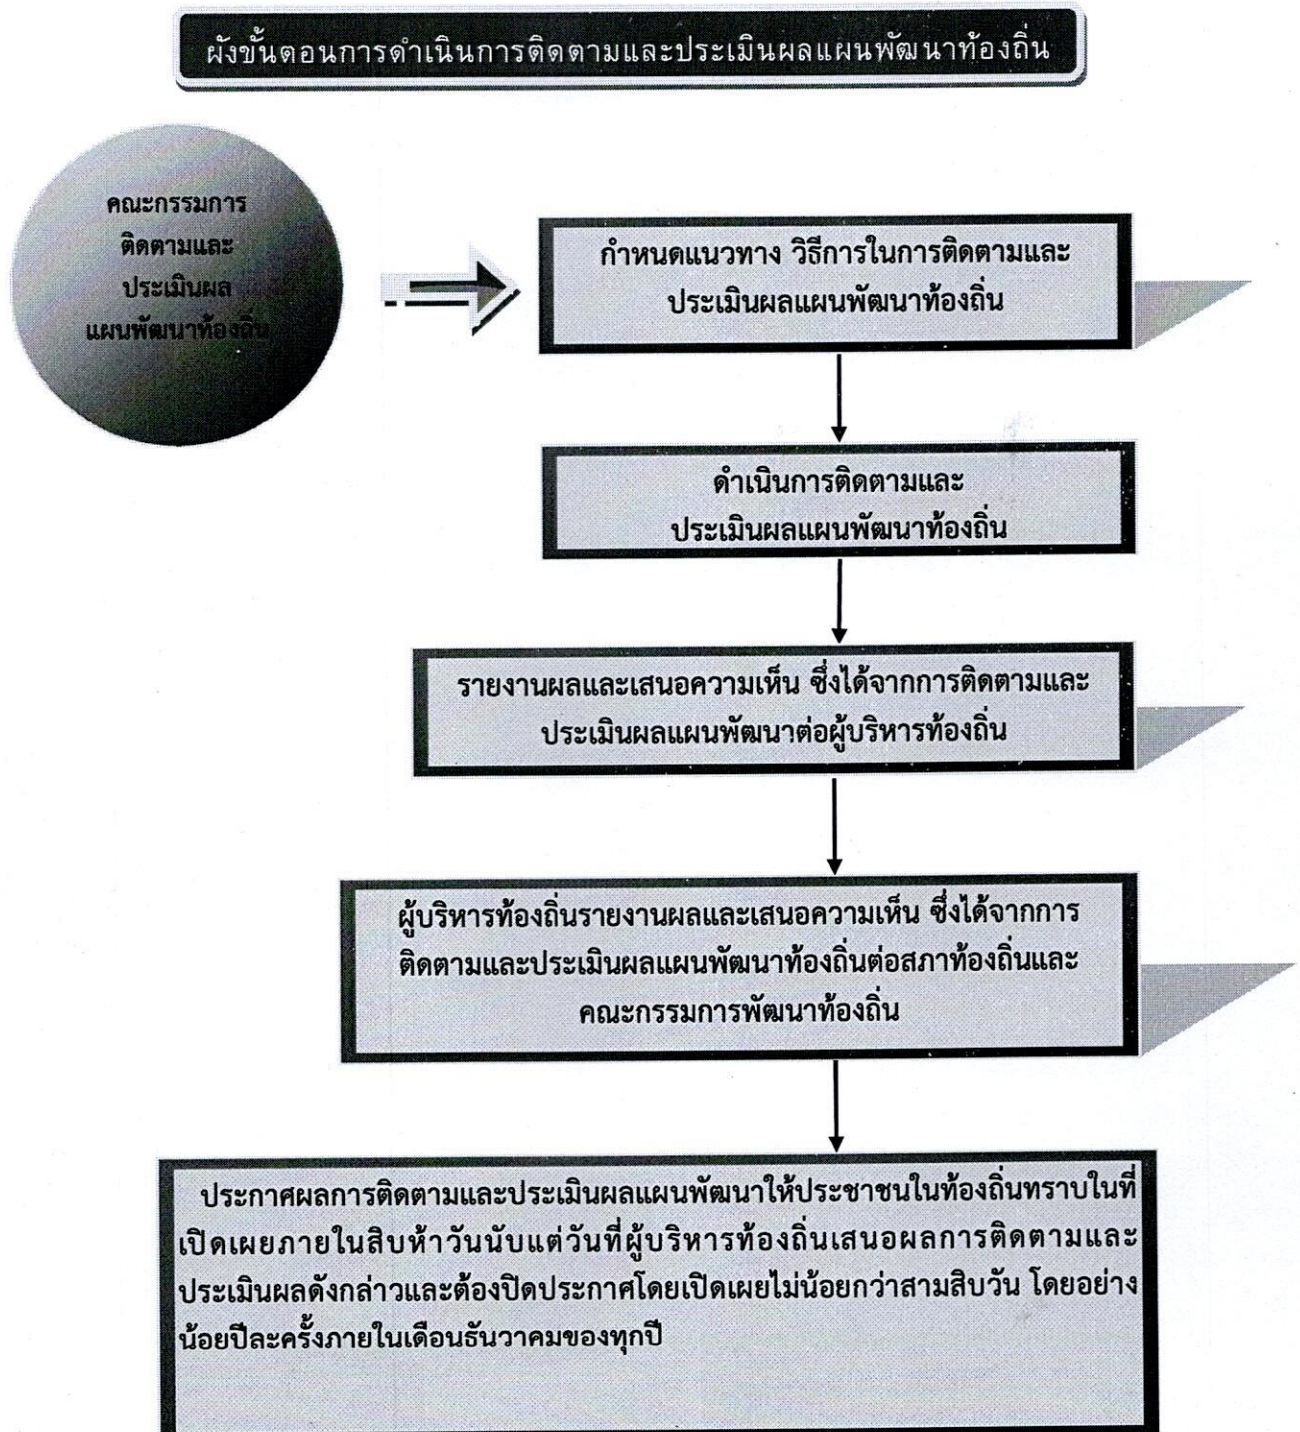 ผังขั้นตอนการดำเนินการติดตามและประเมินผลแผนพัฒนาท้องถิ่น
คณะกรรมการ
ติดตามและ
ประเมินผล
แผนพัฒนาท้องถิ่น
กำหนดแนวทาง วิธีการในการติดตามและ
ประเมินผลแผนพัฒนาท้องถิ่น
ดำเนินการติดตามและ
ประเมินผลแผนพัฒนาท้องถิ่น
รายงานผลและเสนอความเห็น ซึ่งได้จากการติดตามและ
ประเมินผลแผนพัฒนาต่อผู้บริหารท้องถิ่น
ผู้บริหารท้องถิ่นรายงานผลและเสนอความเห็น ซึ่งได้จากการ
ติดตามและประเมินผลแผนพัฒนาท้องถิ่นต่อสภาท้องถิ่นและ
คณะกรรมการพัฒนาท้องถิ่น
ประกาศผลการติดตามและประเมินผลแผนพัฒนาให้ประชาชนในท้องถิ่นทราบในที่
เปิดเผยภายในสิบห้าวันนับแต่วันที่ผู้บริหารท้องถิ่นเสนอผลการติดตามและ
ประเมินผลดังกล่าวและต้องปิดประกาศโดยเปิดเผยไม่น้อยกว่าสามสิบวัน โดยอย่าง
น้อยปีละครั้งภายในเดือนธันวาคมของทุกปี